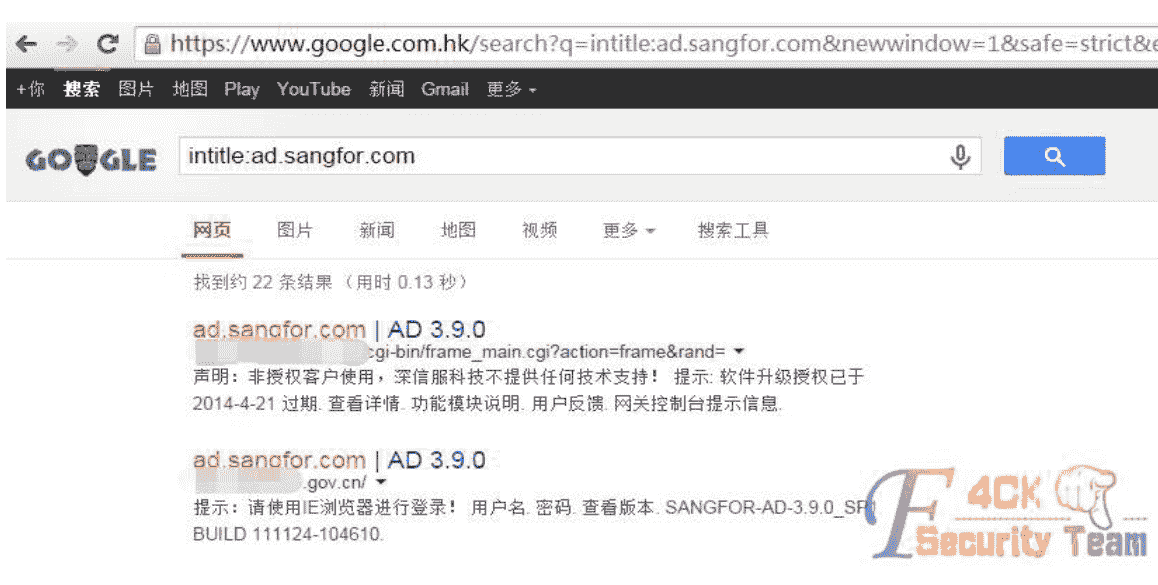 https://www.google.com.hk/search?q=intitle:ad.sangfor.com&newwindow=1&safe=strict&e
+你 搜索 图片 地图 Play YouTube 新闻 Gmail 更多
GOOGLE intitle:ad.sangfor.com
网页 图片 新闻 地图 视频 更多 搜索工具
找到约 22 条结果 （用时 0.13 秒）
ad.sangfor.com | AD 3.9.0
cgi-bin/frame_main.cgi?action=frame&rand=
声明：非授权客户使用，深信服科技不提供任何技术支持！ 提示: 软件升级授权已于
2014-4-21 过期. 查看详情. 功能模块说明. 用户反馈. 网关控制台提示信息.
ad.sangfor.com | AD 3.9.0
.gov.cn/
提示：请使用IE浏览器进行登录！ 用户名. 密码. 查看版本. SANGFOR-AD-3.9.0_SP1
BUILD 111124-104610.
F4CK
Security Team